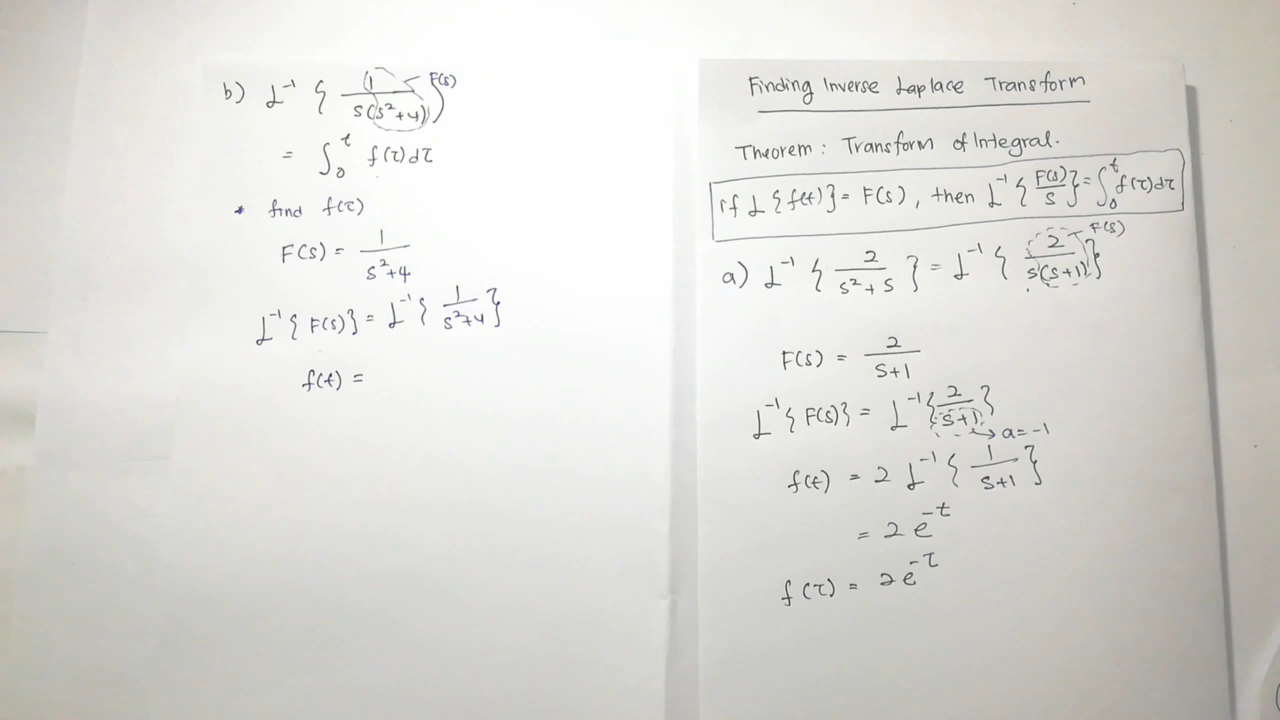 b) ℒ⁻¹ { 1 / s(s²+4) } F(s)
= ∫₀ᵗ f(τ)dτ
* find f(τ)
F(s) = 1 / s²+4
ℒ⁻¹{ F(s)} = ℒ⁻¹ { 1 / s²+4 }
f(t) =
Finding Inverse Laplace Transform
Theorem : Transform of Integral.
If ℒ { f(t)} = F(s) , then ℒ⁻¹ { F(s) / s } = ∫₀ᵗ f(τ)dτ
a) ℒ⁻¹ { 2 / s²+s } = ℒ⁻¹ { 2 / s(s+1) } F(s)
F(s) = 2 / s+1
ℒ⁻¹ { F(s)} = ℒ⁻¹ { 2 / s+1 } → a=-1
f(t) = 2 ℒ⁻¹ { 1 / s+1 }
= 2 e⁻ᵗ
f(τ) = 2e^-τ